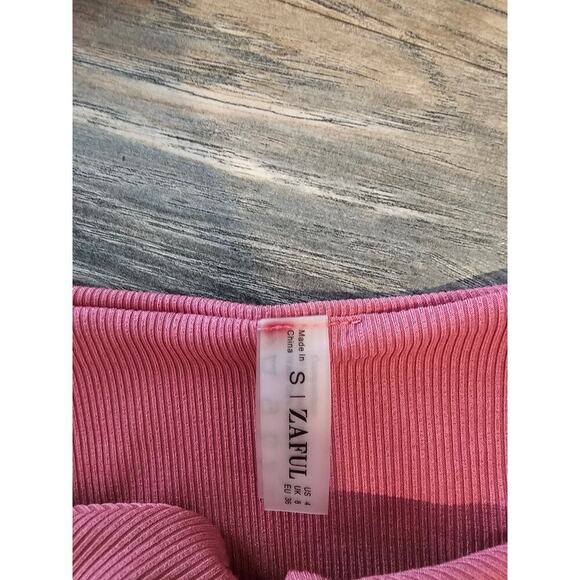 Made In
China
S | ZAFUL
US 4
UK 8
EU 36